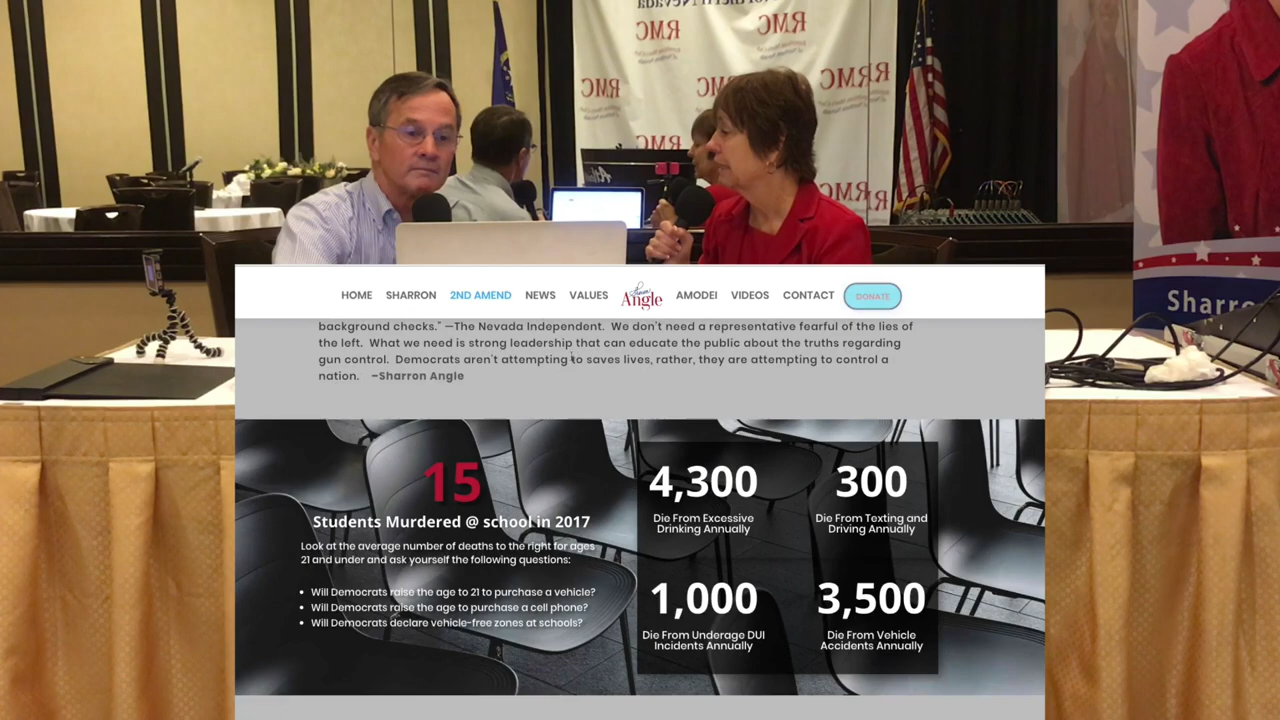 RMC
RMC
RMC
RMC
RMC
RMC
RMC
Sharro
HOME SHARRON 2ND AMEND NEWS VALUES Sharron Angle AMODEI VIDEOS CONTACT DONATE
background checks." —The Nevada Independent. We don't need a representative fearful of the lies of
the left. What we need is strong leadership that can educate the public about the truths regarding
gun control. Democrats aren't attempting to saves lives, rather, they are attempting to control a
nation. –Sharron Angle
15
Students Murdered @ school in 2017
Look at the average number of deaths to the right for ages
21 and under and ask yourself the following questions:
• Will Democrats raise the age to 21 to purchase a vehicle?
• Will Democrats raise the age to purchase a cell phone?
• Will Democrats declare vehicle-free zones at schools?
4,300
Die From Excessive
Drinking Annually
300
Die From Texting and
Driving Annually
1,000
Die From Underage DUI
Incidents Annually
3,500
Die From Vehicle
Accidents Annually